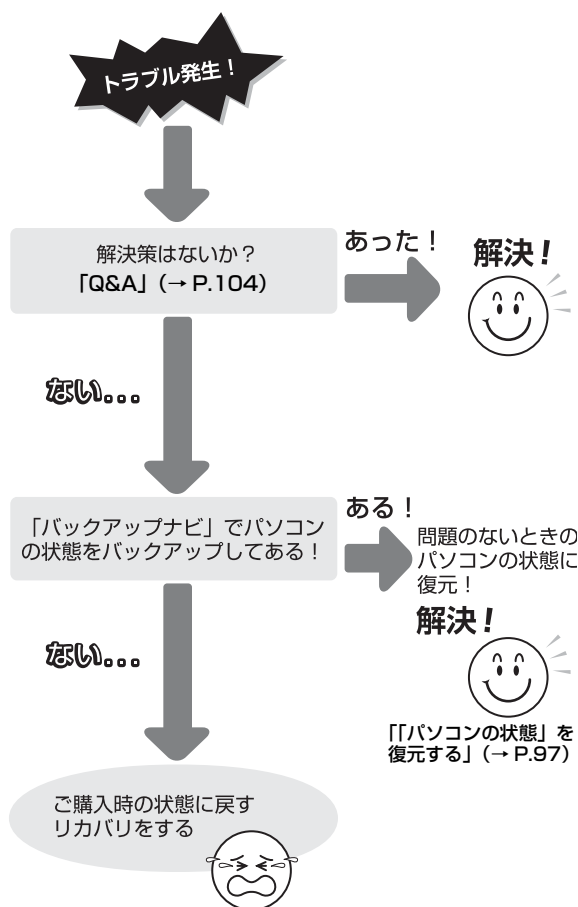 トラブル発生！
解決策はないか？
「Q&A」（→ P.104）
あった！
解決！
ない...
「バックアップナビ」でパソコン
の状態をバックアップしてある！
ある！
問題のないときの
パソコンの状態に
復元！
解決！
「「パソコンの状態」を
復元する」（→ P.97）
ない...
ご購入時の状態に戻す
リカバリをする